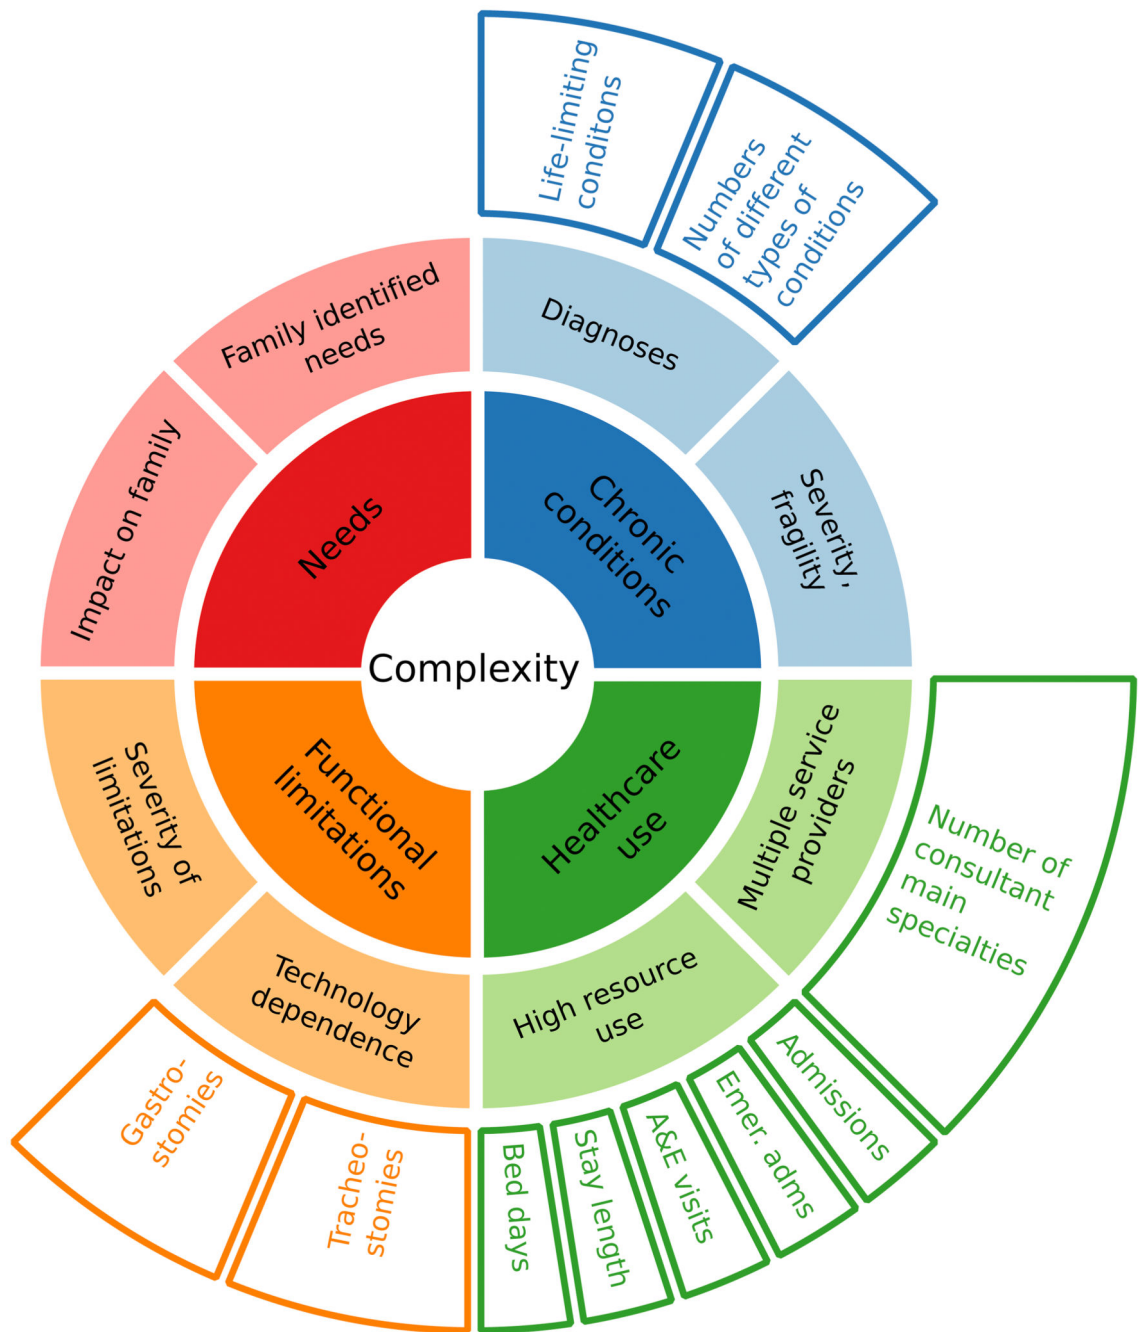 Life-limiting
conditons
Numbers
of different
types of
conditions
Family identified
needs
Diagnoses
Impact on family
Severity,
fragility
Needs
Chronic
conditions
Complexity
Functional
limitations
Healthcare
use
Severity of
limitations
Multiple service
providers
Technology
dependence
High resource
use
Number of
consultant
main
specialties
Gastro-
stomies
Tracheo-
stomies
Bed days
Stay length
A&E visits
Emer. adms
Admissions